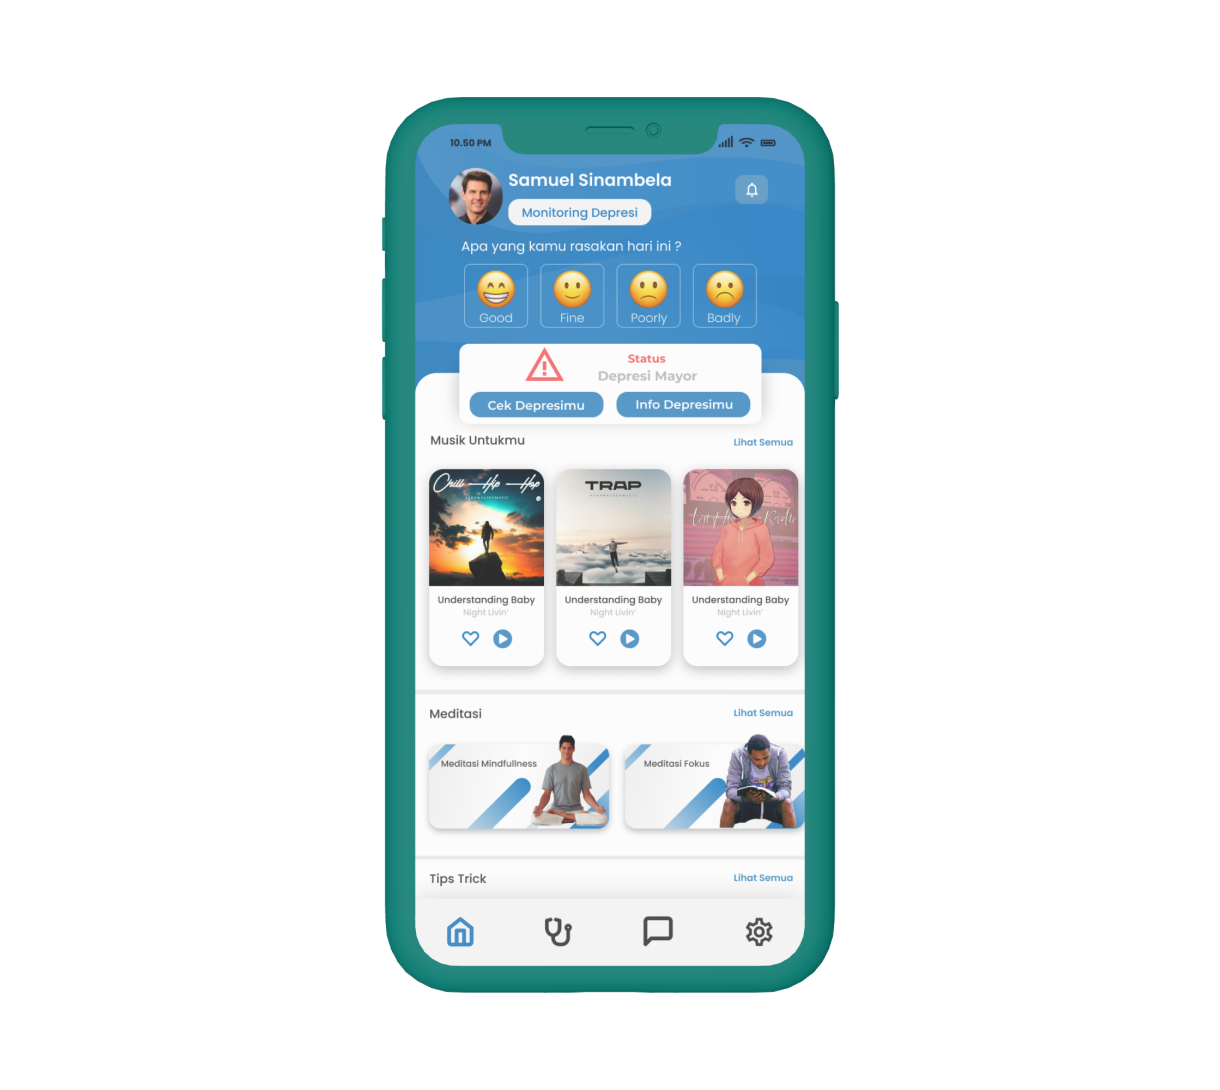 10.50 PM
Samuel Sinambela
Monitoring Depresi
Apa yang kamu rasakan hari ini ?
Good Fine Poorly Badly
Status
Depresi Mayor
Cek Depresimu Info Depresimu
Musik Untukmu Lihat Semua
Chill Hip Hop
TRAP
Radio
Understanding Baby Understanding Baby Understanding Baby
Night Livin' Night Livin' Night Livin'
Meditasi Lihat Semua
Meditasi Mindfullness Meditasi Fokus
Tips Trick Lihat Semua